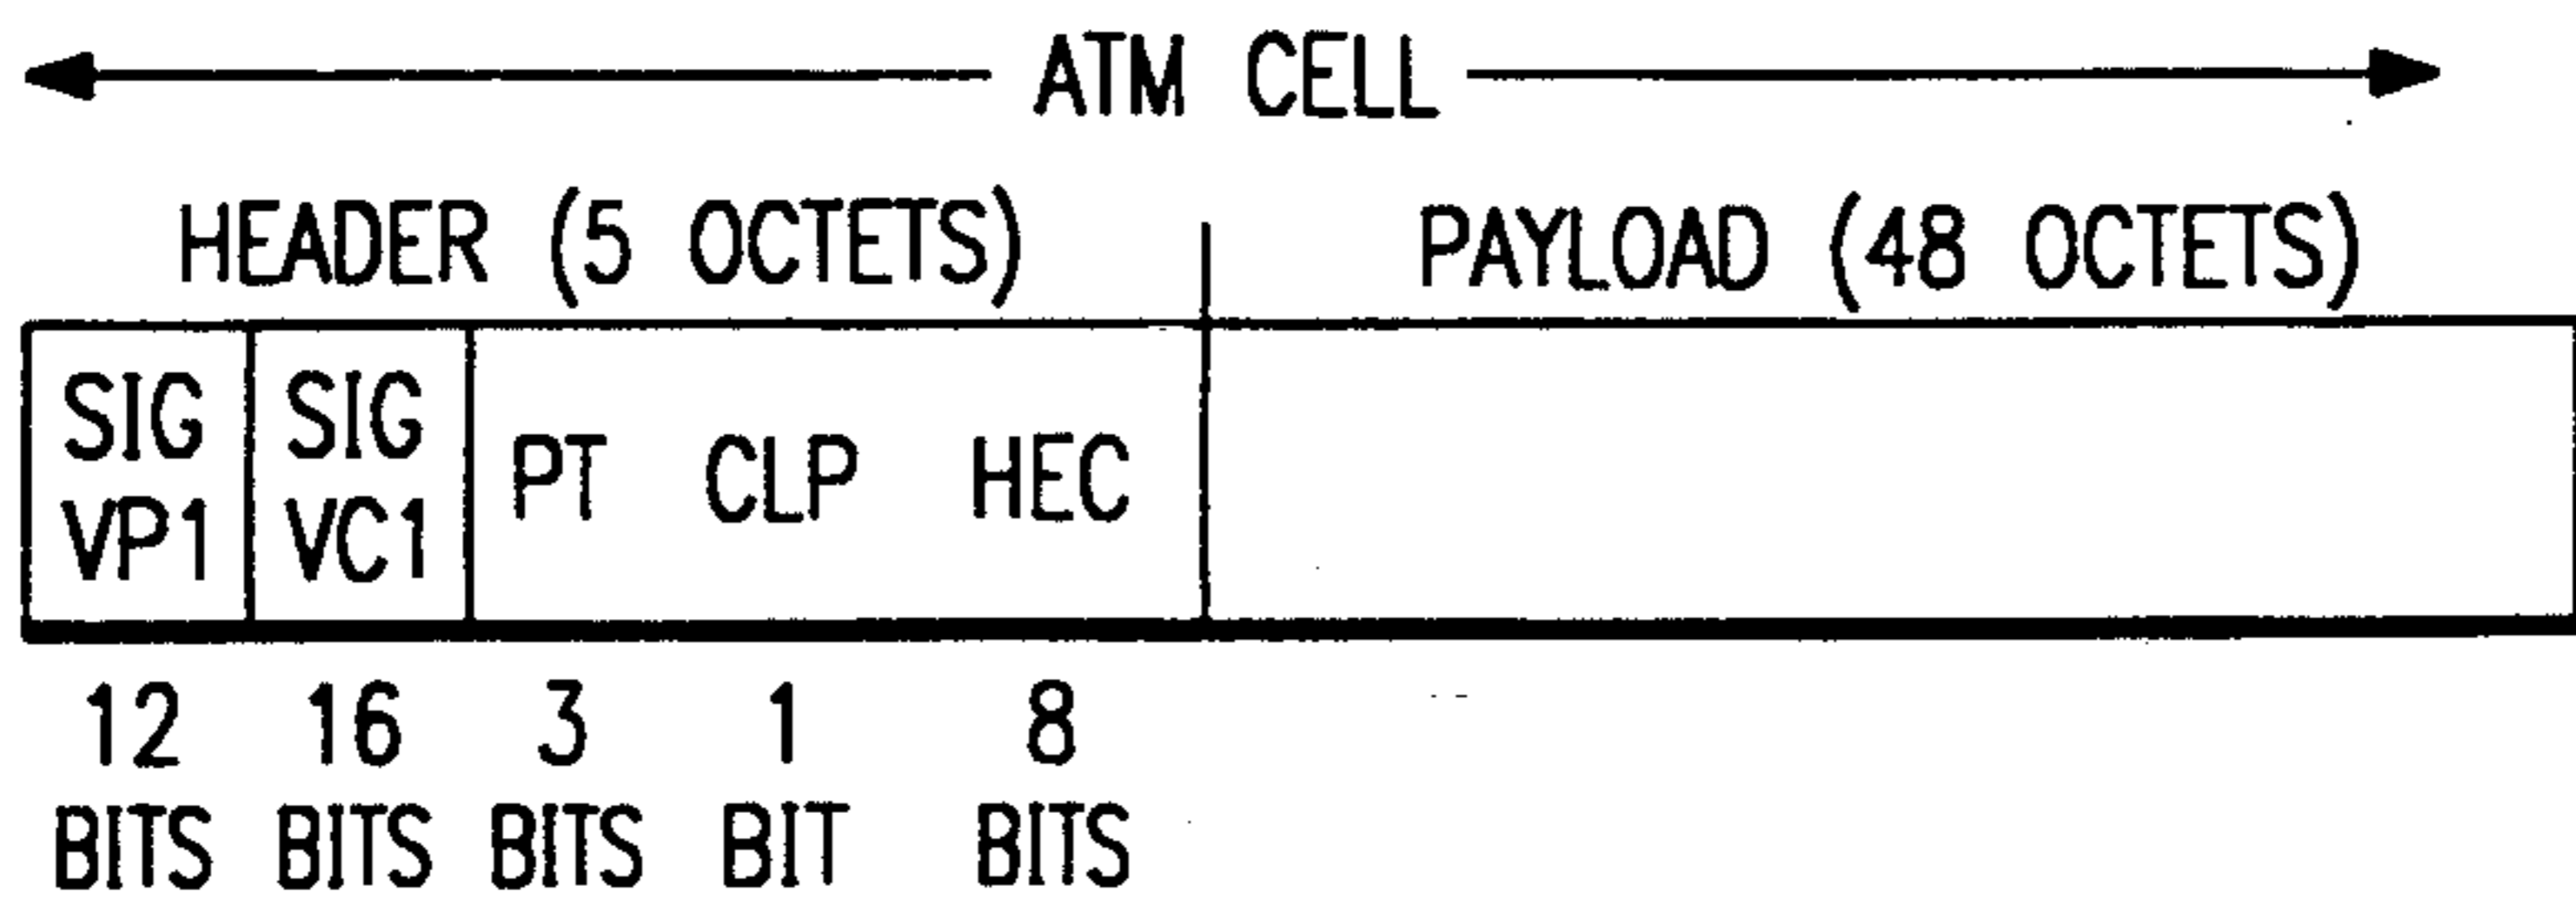 ATM CELL
HEADER (5 OCTETS) PAYLOAD (48 OCTETS)
SIG SIG
VP1 VC1 PT CLP HEC
12 16 3 1 8
BITS BITS BITS BIT BITS